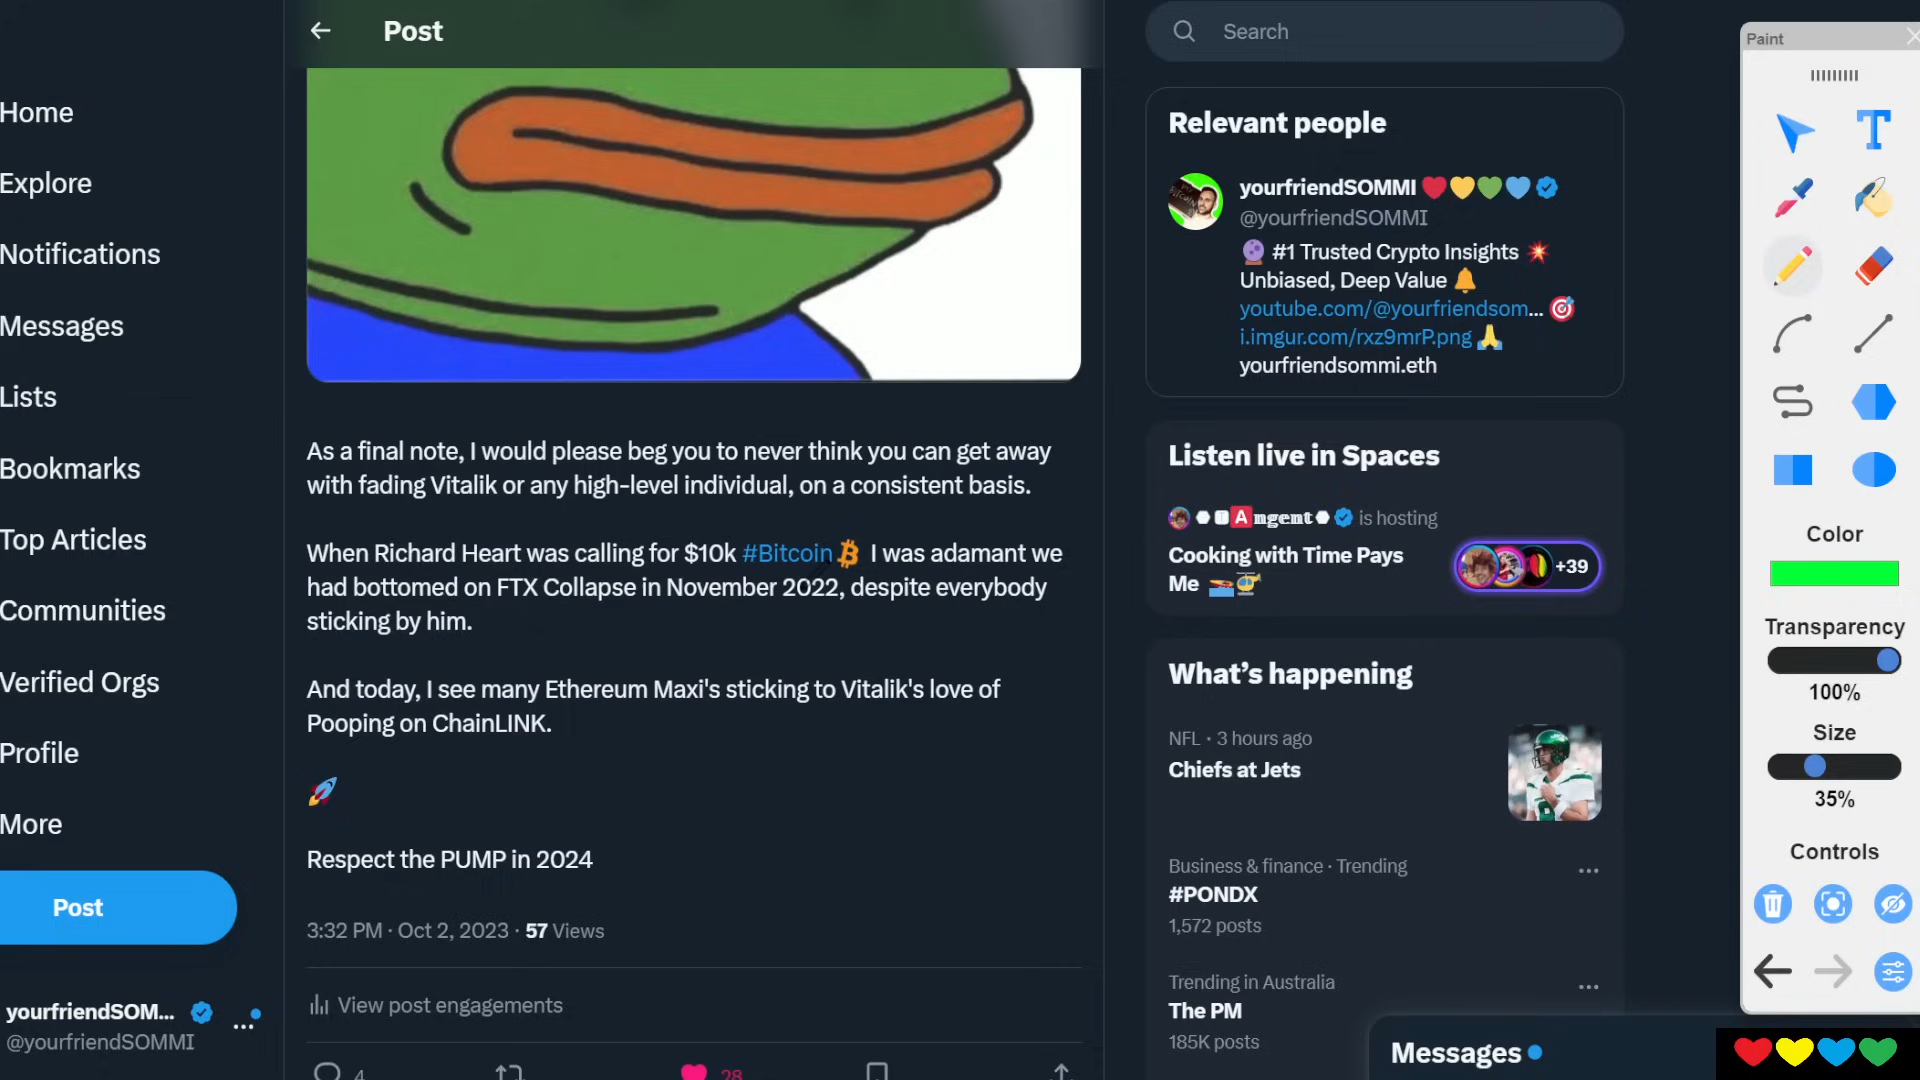 Home
Explore
Notifications
Messages
Lists
Bookmarks
Top Articles
Communities
Verified Orgs
Profile
More
Post
yourfriendSOM...
@yourfriendSOMMI
Post
As a final note, I would please beg you to never think you can get away
with fading Vitalik or any high-level individual, on a consistent basis.
When Richard Heart was calling for $10k #Bitcoin I was adamant we
had bottomed on FTX Collapse in November 2022, despite everybody
sticking by him.
And today, I see many Ethereum Maxi's sticking to Vitalik's love of
Pooping on ChainLINK.
🚀
Respect the PUMP in 2024
3:32 PM · Oct 2, 2023 · 57 Views
View post engagements
4
28
Search
Relevant people
yourfriendSOMMI
@yourfriendSOMMI
🔮 #1 Trusted Crypto Insights 💥
Unbiased, Deep Value 🔔
youtube.com/@yourfriendsom... 🎯
i.imgur.com/rxz9mrP.png 🙏
yourfriendsommi.eth
Listen live in Spaces
🅰ngent is hosting
Cooking with Time Pays
Me
+39
What's happening
NFL · 3 hours ago
Chiefs at Jets
Business & finance · Trending
#PONDX
1,572 posts
Trending in Australia
The PM
185K posts
Messages
Paint
T
Color
Transparency
100%
Size
35%
Controls